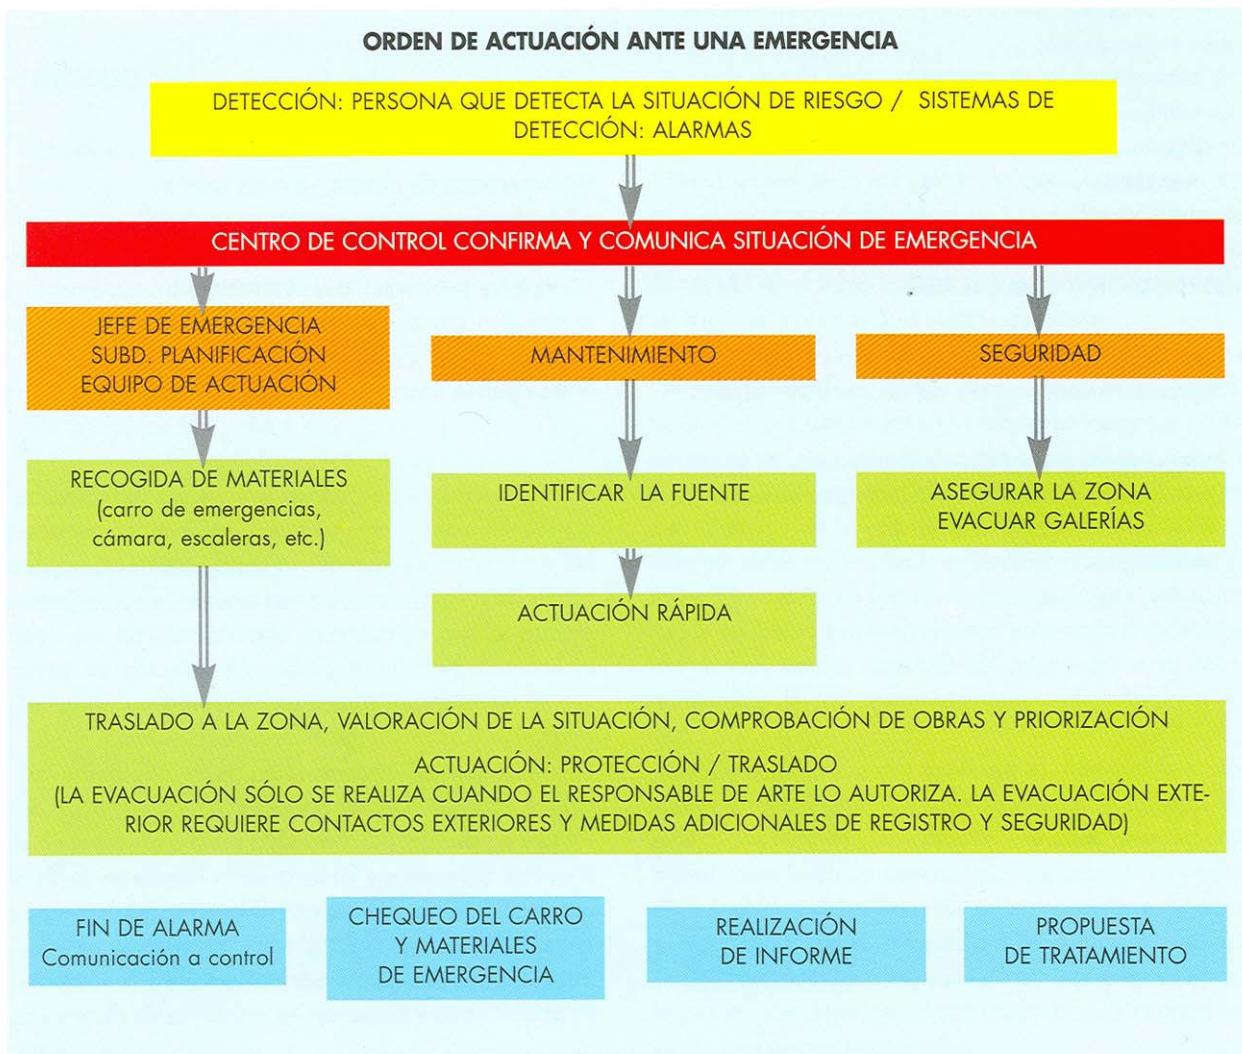 ORDEN DE ACTUACIÓN ANTE UNA EMERGENCIA
DETECCIÓN: PERSONA QUE DETECTA LA SITUACIÓN DE RIESGO / SISTEMAS DE
DETECCIÓN: ALARMAS
CENTRO DE CONTROL CONFIRMA Y COMUNICA SITUACIÓN DE EMERGENCIA
JEFE DE EMERGENCIA
SUBD. PLANIFICACIÓN
EQUIPO DE ACTUACIÓN
MANTENIMIENTO
SEGURIDAD
RECOGIDA DE MATERIALES
(carro de emergencias,
cámara, escaleras, etc.)
IDENTIFICAR LA FUENTE
ASEGURAR LA ZONA
EVACUAR GALERÍAS
ACTUACIÓN RÁPIDA
TRASLADO A LA ZONA, VALORACIÓN DE LA SITUACIÓN, COMPROBACIÓN DE OBRAS Y PRIORIZACIÓN
ACTUACIÓN: PROTECCIÓN / TRASLADO
(LA EVACUACIÓN SÓLO SE REALIZA CUANDO EL RESPONSABLE DE ARTE LO AUTORIZA. LA EVACUACIÓN EXTE-
RIOR REQUIERE CONTACTOS EXTERIORES Y MEDIDAS ADICIONALES DE REGISTRO Y SEGURIDAD)
FIN DE ALARMA
Comunicación a control
CHEQUEO DEL CARRO
Y MATERIALES
DE EMERGENCIA
REALIZACIÓN
DE INFORME
PROPUESTA
DE TRATAMIENTO